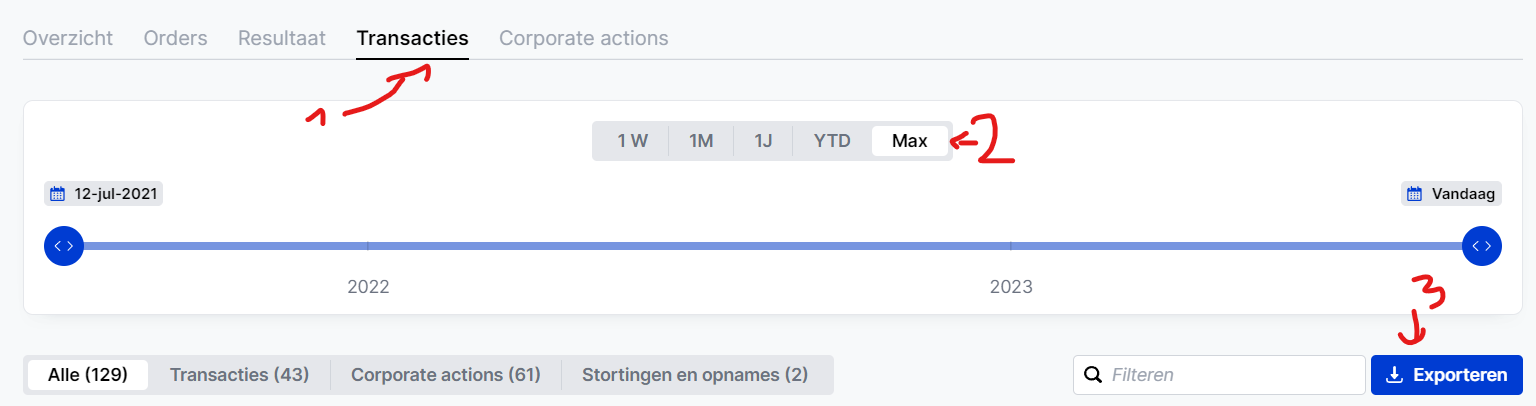 Overzicht Orders Resultaat Transacties Corporate actions
1
1 W 1M 1J YTD Max 2
12-jul-2021 Vandaag
2022 2023
3
Alle (129) Transacties (43) Corporate actions (61) Stortingen en opnames (2) Filteren Exporteren